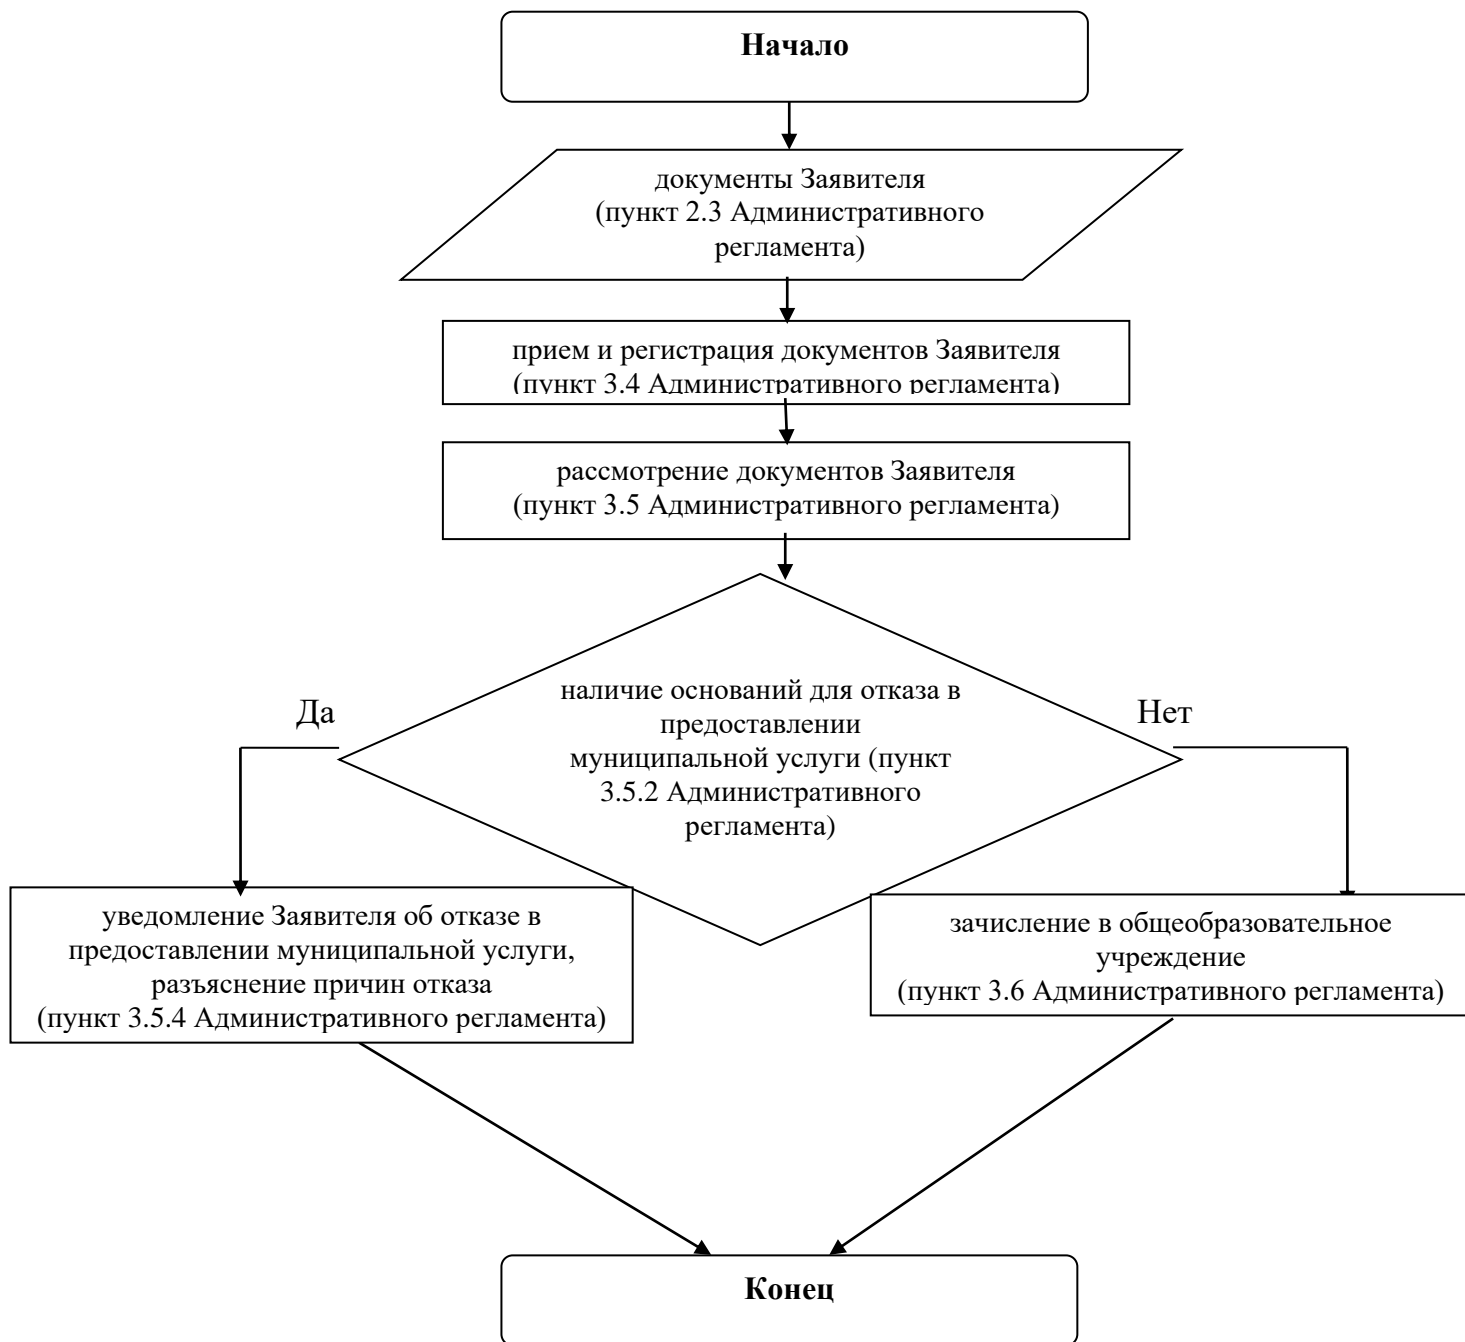 Начало
документы Заявителя
(пункт 2.3 Административного
регламента)
прием и регистрация документов Заявителя
(пункт 3.4 Административного регламента)
рассмотрение документов Заявителя
(пункт 3.5 Административного регламента)
наличие оснований для отказа в
предоставлении
муниципальной услуги (пункт
3.5.2 Административного
регламента)
Да
Нет
уведомление Заявителя об отказе в
предоставлении муниципальной услуги,
разъяснение причин отказа
(пункт 3.5.4 Административного регламента)
зачисление в общеобразовательное
учреждение
(пункт 3.6 Административного регламента)
Конец